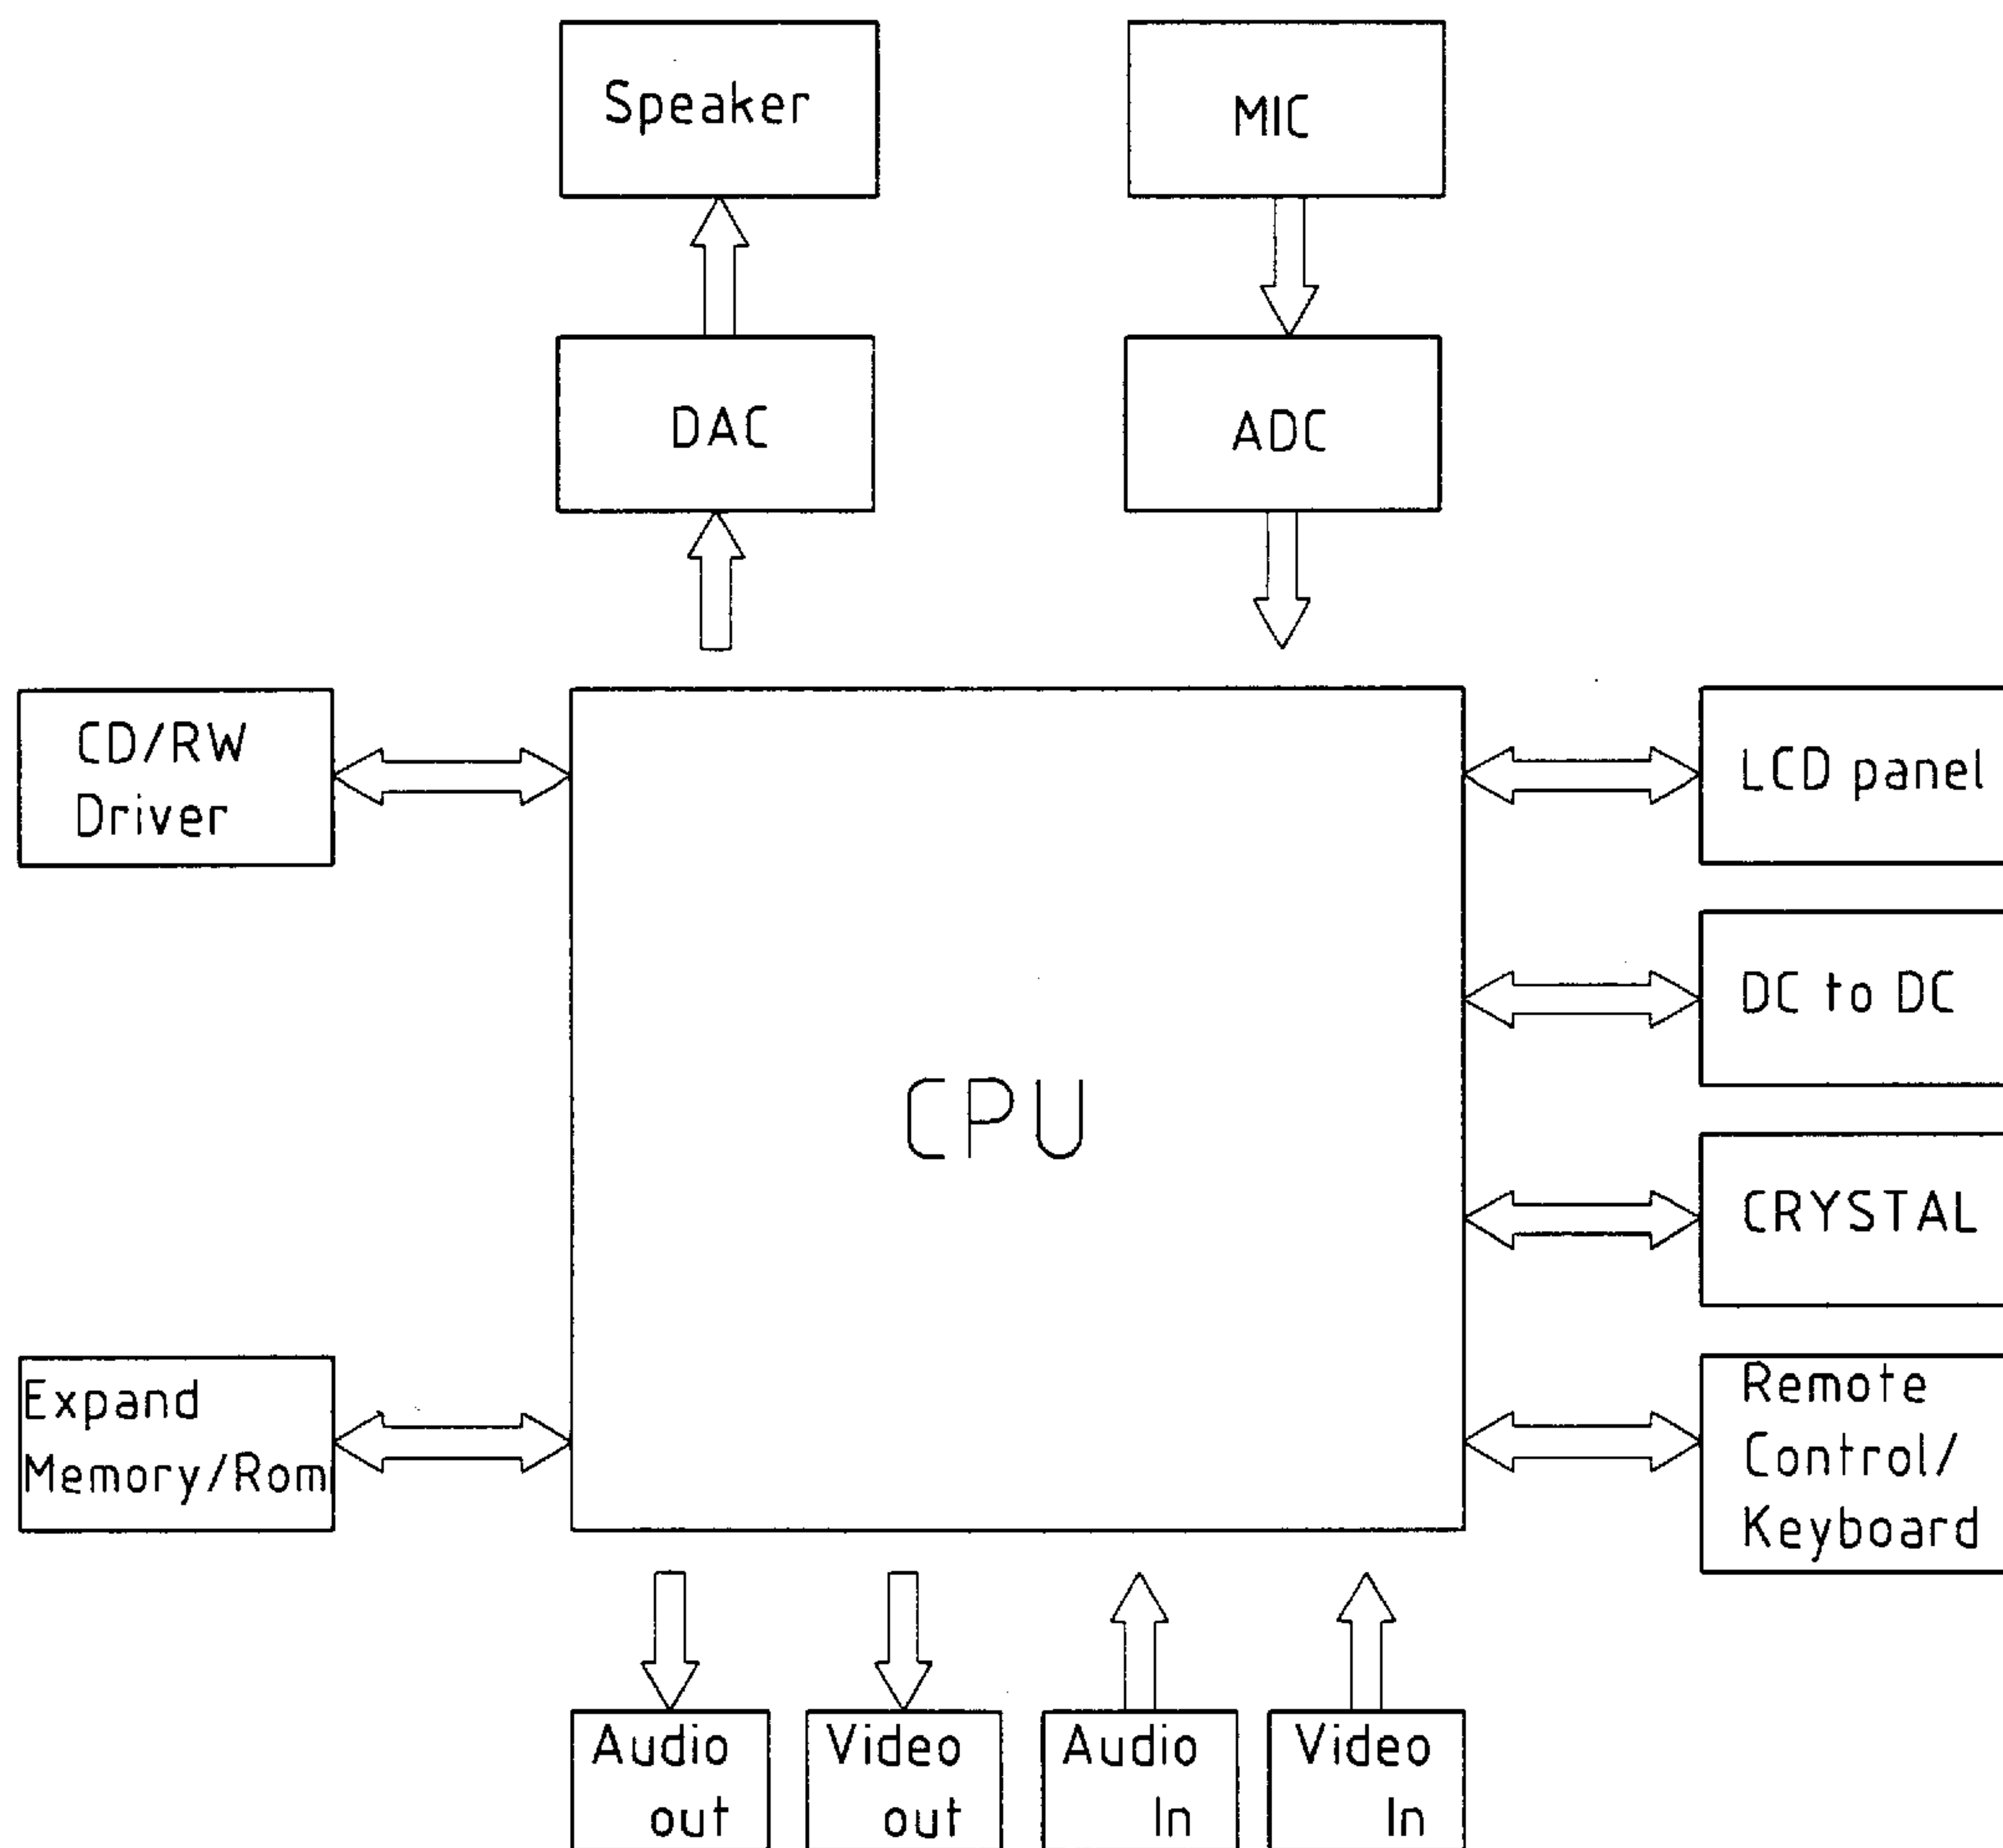 Speaker
MIC
DAC
ADC
CD/RW
Driver
LCD panel
DC to DC
CPU
CRYSTAL
Expand
Memory/Rom
Remote
Control/
Keyboard
Audio
out
Video
out
Audio
In
Video
In